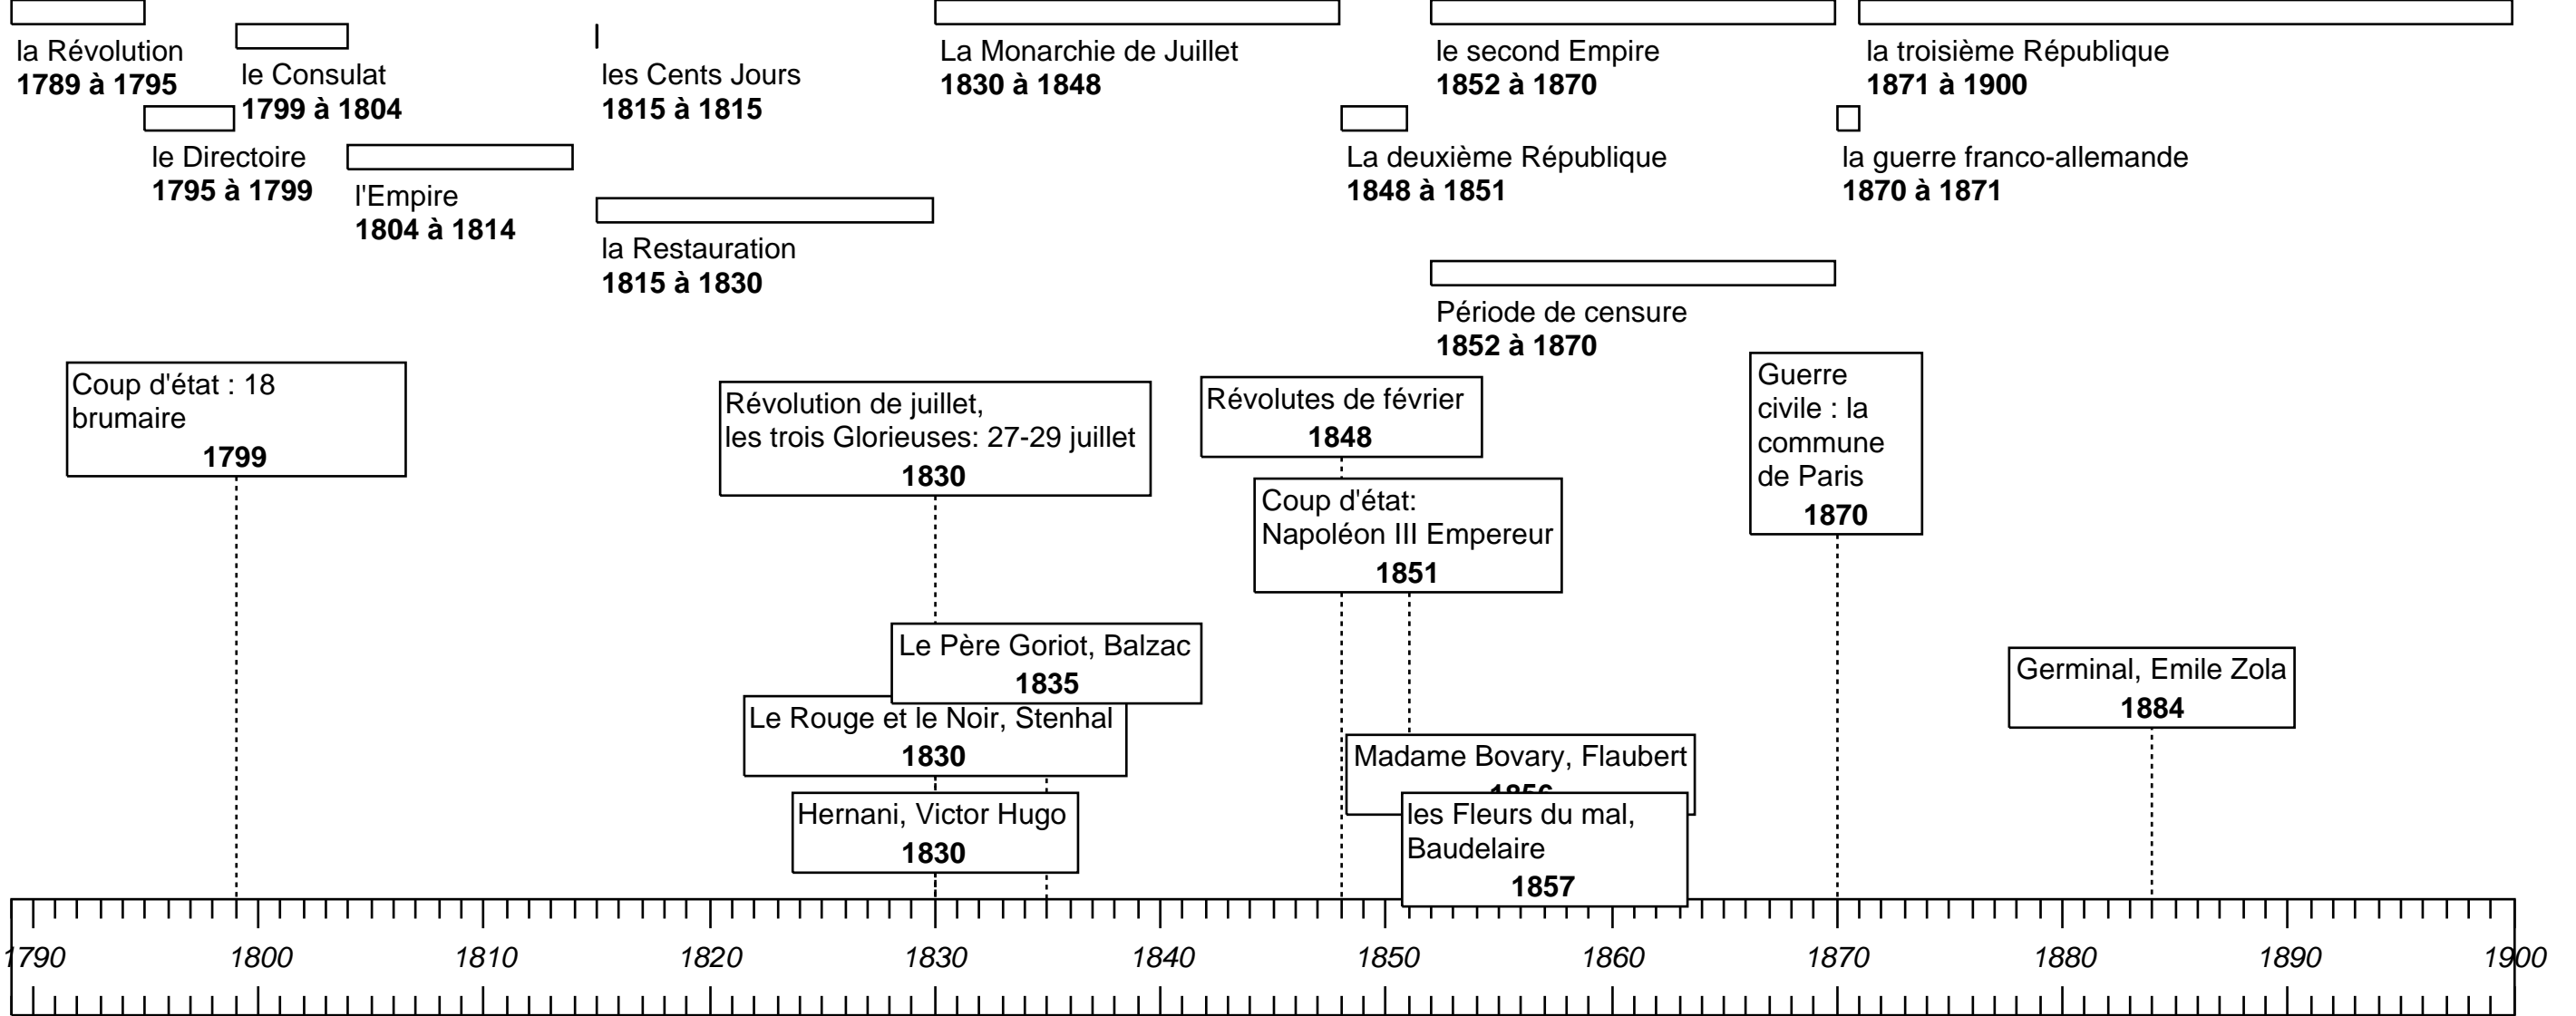 la Révolution
1789 à 1795
le Consulat
1799 à 1804
les Cents Jours
1815 à 1815
La Monarchie de Juillet
1830 à 1848
le second Empire
1852 à 1870
la troisième République
1871 à 1900
le Directoire
1795 à 1799
l'Empire
1804 à 1814
la Restauration
1815 à 1830
La deuxième République
1848 à 1851
la guerre franco-allemande
1870 à 1871
Période de censure
1852 à 1870
Coup d'état : 18
brumaire
1799
Révolution de juillet,
les trois Glorieuses: 27-29 juillet
1830
Révolutes de février
1848
Coup d'état:
Napoléon III Empereur
1851
Guerre
civile : la
commune
de Paris
1870
Le Père Goriot, Balzac
1835
Le Rouge et le Noir, Stenhal
1830
Hernani, Victor Hugo
1830
Madame Bovary, Flaubert
1856
les Fleurs du mal,
Baudelaire
1857
Germinal, Emile Zola
1884
1790 1800 1810 1820 1830 1840 1850 1860 1870 1880 1890 1900